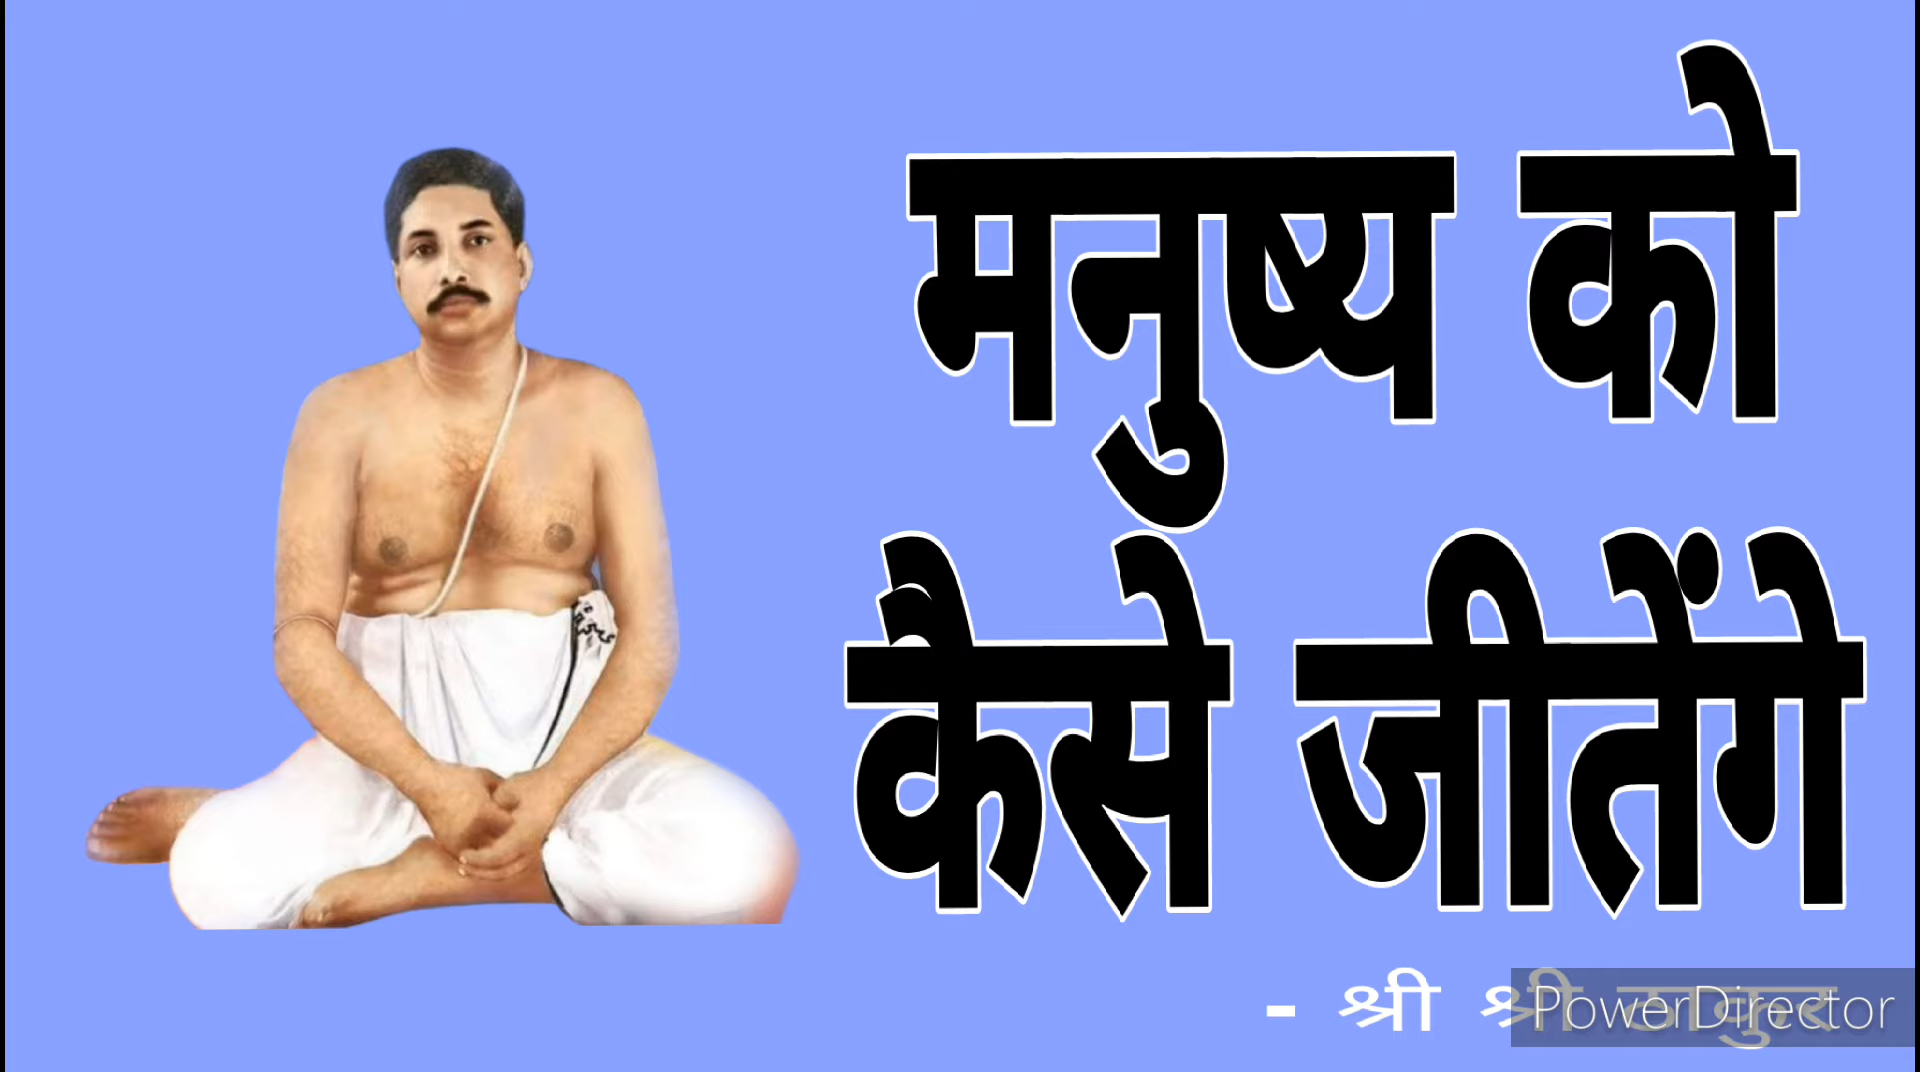 मनुष्य को
कैसे जीतेंगे
- श्री श्री ठाकुर
PowerDirector